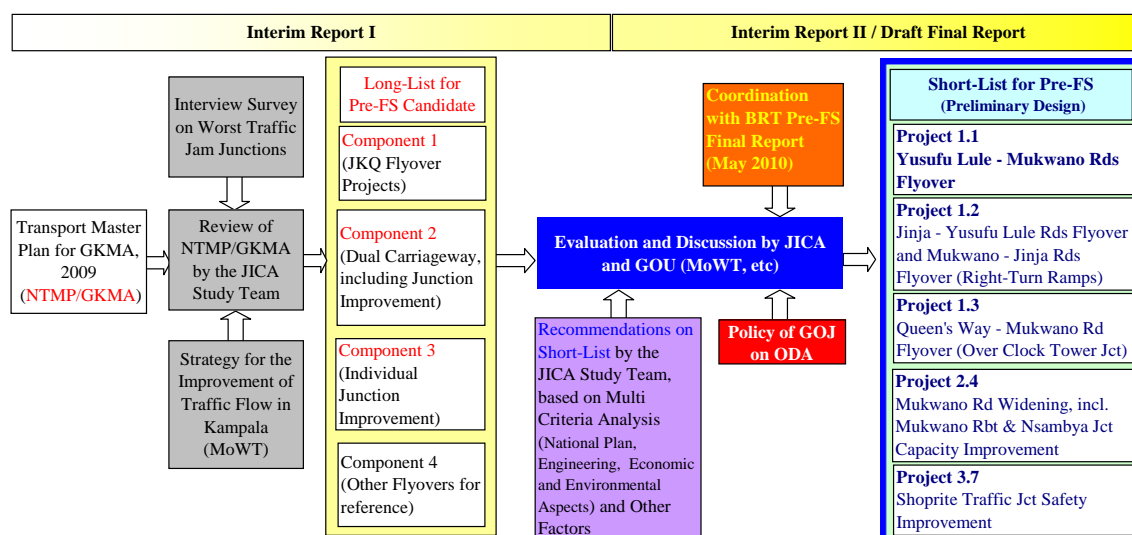 Interim Report I
Interim Report II / Draft Final Report
Interview Survey
on Worst Traffic
Jam Junctions
Transport Master
Plan for GKMA,
2009
(NTMP/GKMA)
Review of
NTMP/GKMA
by the JICA
Study Team
Strategy for the
Improvement of
Traffic Flow in
Kampala
(MoWT)
Long-List for
Pre-FS Candidate
Component 1
(JKQ Flyover
Projects)
Component 2
(Dual Carriageway,
including Junction
Improvement)
Component 3
(Individual
Junction
Improvement)
Component 4
(Other Flyovers for
reference)
Coordination
with BRT Pre-FS
Final Report
(May 2010)
Evaluation and Discussion by JICA
and GOU (MoWT, etc)
Recommendations on
Short-List by the
JICA Study Team,
based on Multi
Criteria Analysis
(National Plan,
Engineering, Economic
and Environmental
Aspects) and Other
Factors
Policy of GOJ
on ODA
Short-List for Pre-FS
(Preliminary Design)
Project 1.1
Yusufu Lule - Mukwano Rds
Flyover
Project 1.2
Jinja - Yusufu Lule Rds Flyover
and Mukwano - Jinja Rds
Flyover (Right-Turn Ramps)
Project 1.3
Queen's Way - Mukwano Rd
Flyover (Over Clock Tower Jct)
Project 2.4
Mukwano Rd Widening, incl.
Mukwano Rbt & Nsambya Jct
Capacity Improvement
Project 3.7
Shoprite Traffic Jct Safety
Improvement